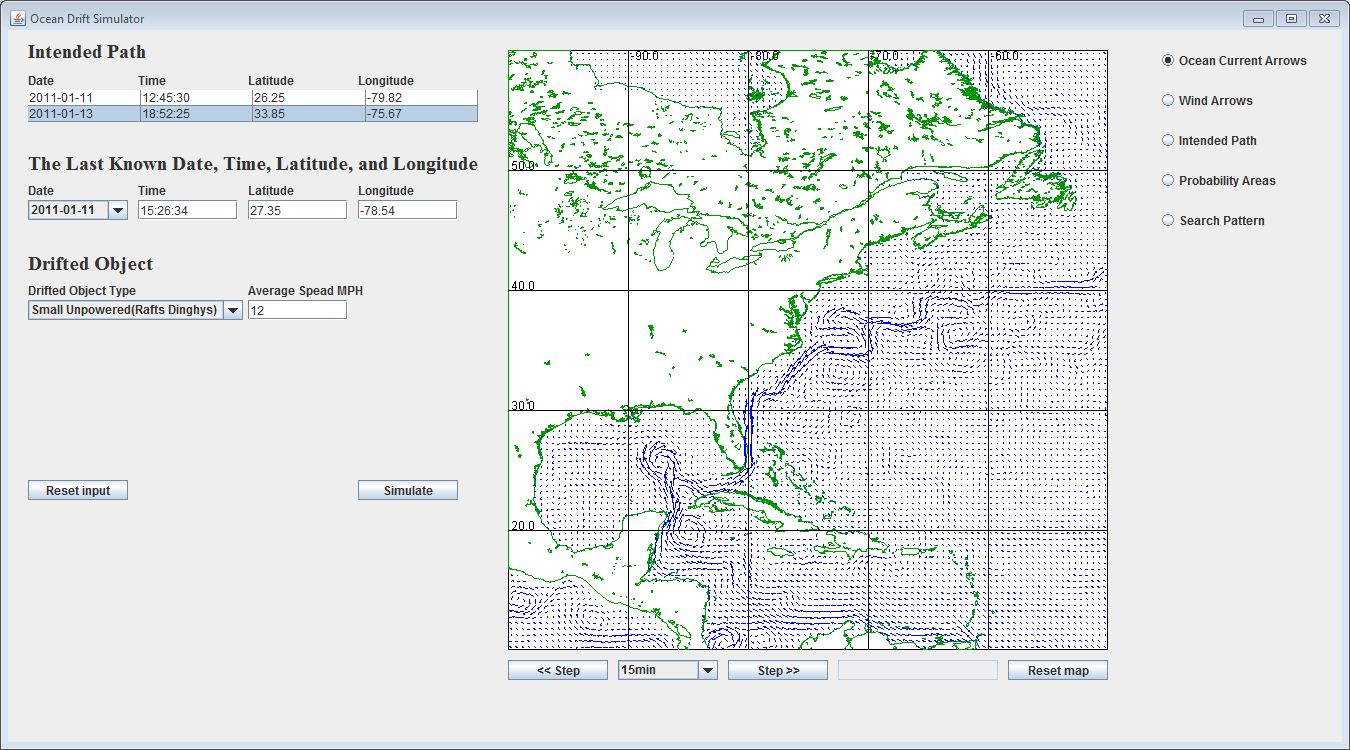 Ocean Drift Simulator
Intended Path
Date Time Latitude Longitude
2011-01-11 12:45:30 26.25 -79.82
2011-01-13 18:52:25 33.85 -75.67
The Last Known Date, Time, Latitude, and Longitude
Date Time Latitude Longitude
2011-01-11 15:26:34 27.35 -78.54
Drifted Object
Drifted Object Type Average Spead MPH
Small Unpowered(Rafts Dinghys) 12
Reset input Simulate
-90.0 -80.0 -70.0 -60.0
50.0
40.0
30.0
20.0
<< Step 15min Step >> Reset map
Ocean Current Arrows
Wind Arrows
Intended Path
Probability Areas
Search Pattern